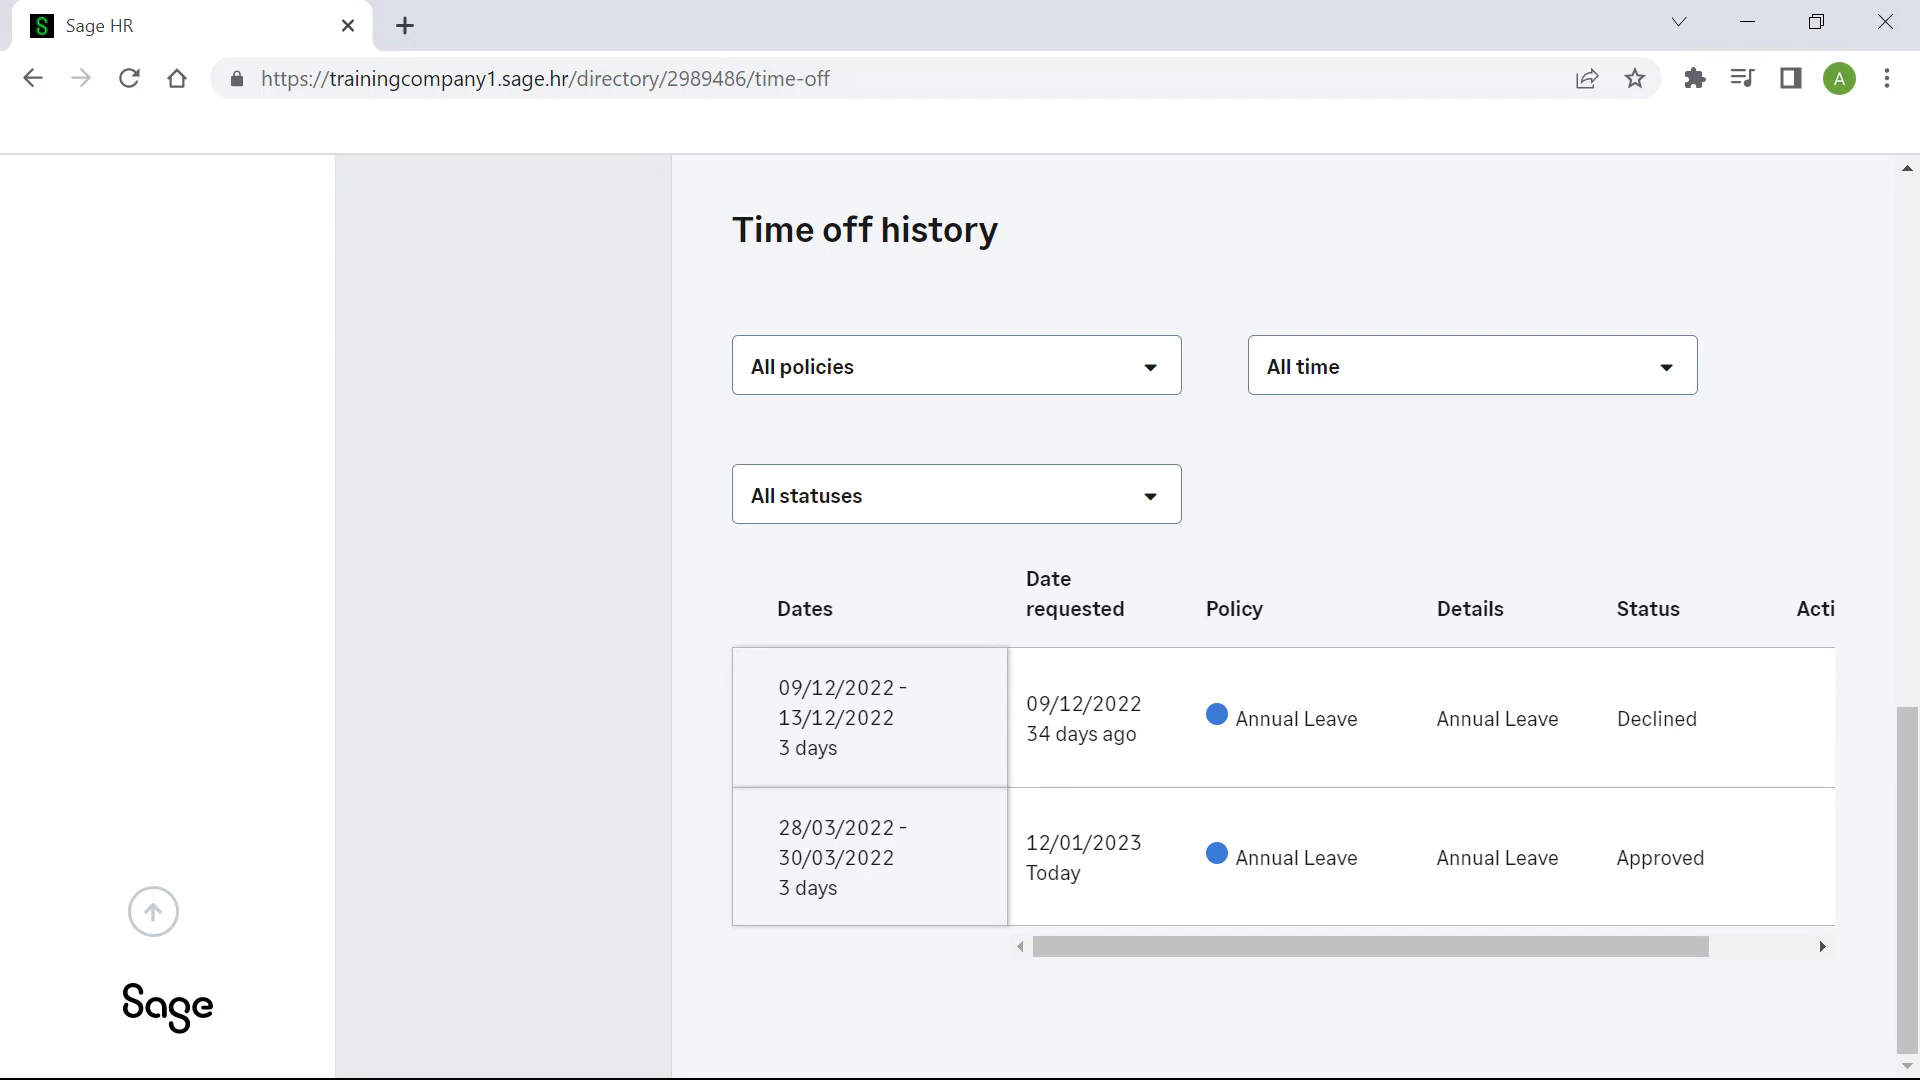 Sage HR
https://trainingcompany1.sage.hr/directory/2989486/time-off
A
Time off history
All policies
All time
All statuses
Dates
Date
requested
Policy
Details
Status
Acti
09/12/2022 -
13/12/2022
3 days
09/12/2022
34 days ago
Annual Leave
Annual Leave
Declined
28/03/2022 -
30/03/2022
3 days
12/01/2023
Today
Annual Leave
Annual Leave
Approved
Sage